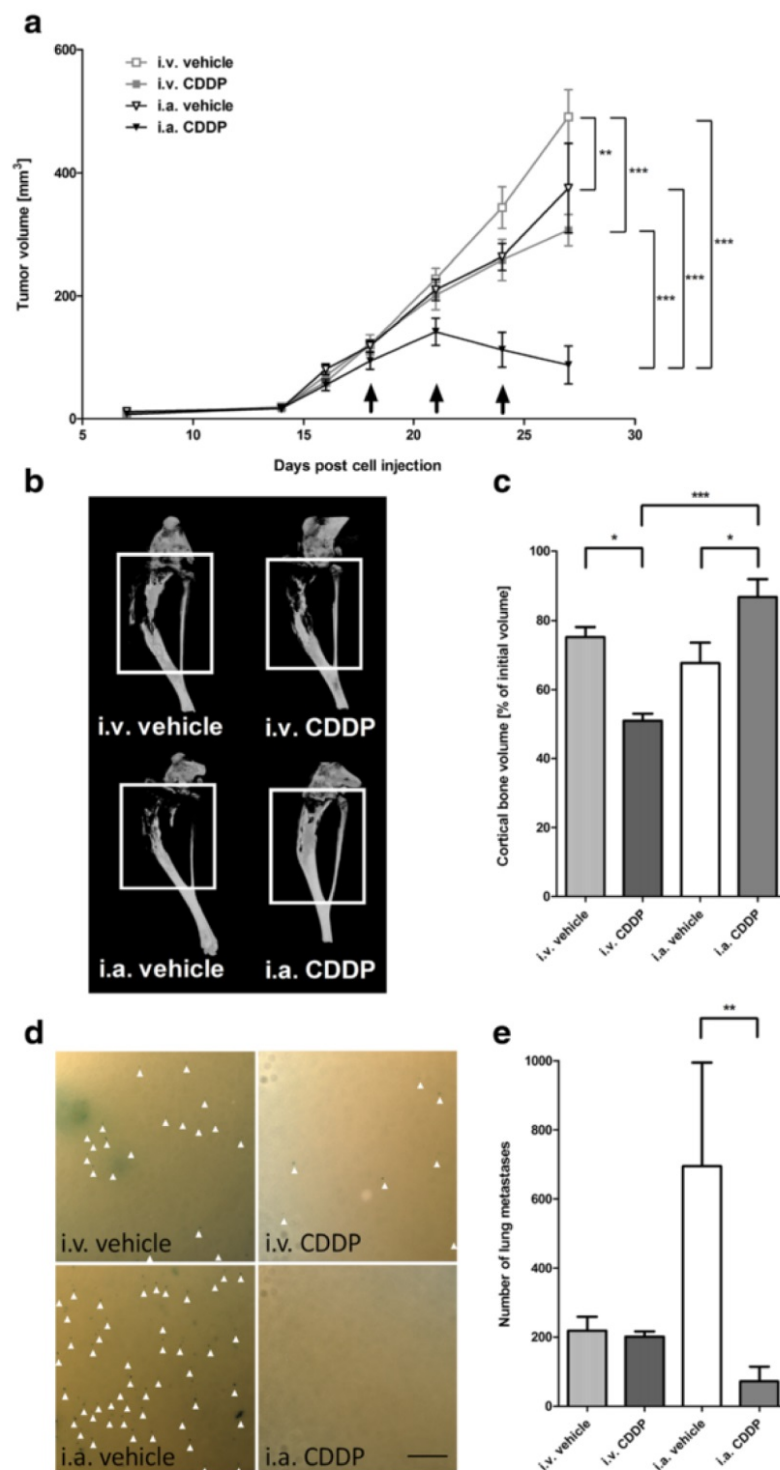 a
i.v. vehicle
i.v. CDDP
i.a. vehicle
i.a. CDDP
Tumor volume [mm³]
600
400
200
0
**
***
***
***
***
5
10
15
20
25
30
Days post cell injection
b
i.v. vehicle
i.v. CDDP
i.a. vehicle
i.a. CDDP
c
***
*
*
Cortical bone volume [% of initial volume]
100
80
60
40
20
0
i.v. vehicle
i.v. CDDP
i.a. vehicle
i.a. CDDP
d
i.v. vehicle
i.v. CDDP
i.a. vehicle
i.a. CDDP
e
**
Number of lung metastases
1000
800
600
400
200
0
i.v. vehicle
i.v. CDDP
i.a. vehicle
i.a. CDDP